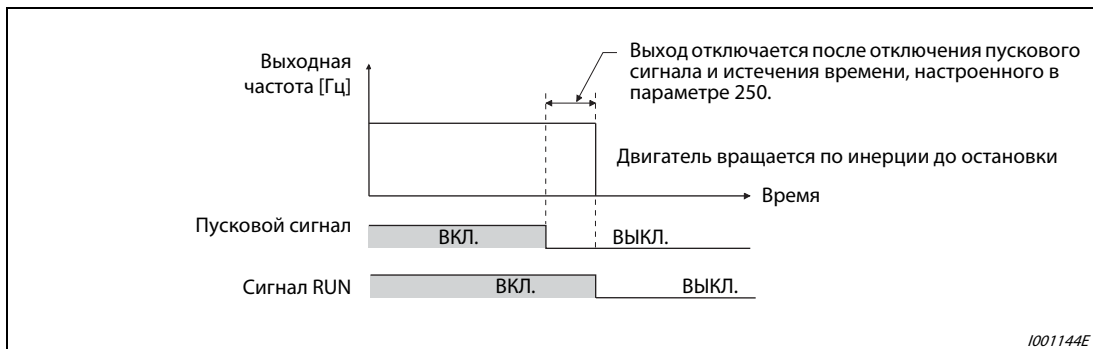 Выходная
частота [Гц]
Выход отключается после отключения пускового
сигнала и истечения времени, настроенного в
параметре 250.
Двигатель вращается по инерции до остановки
Время
Пусковой сигнал
ВКЛ.
ВЫКЛ.
Сигнал RUN
ВКЛ.
ВЫКЛ.
I001144E